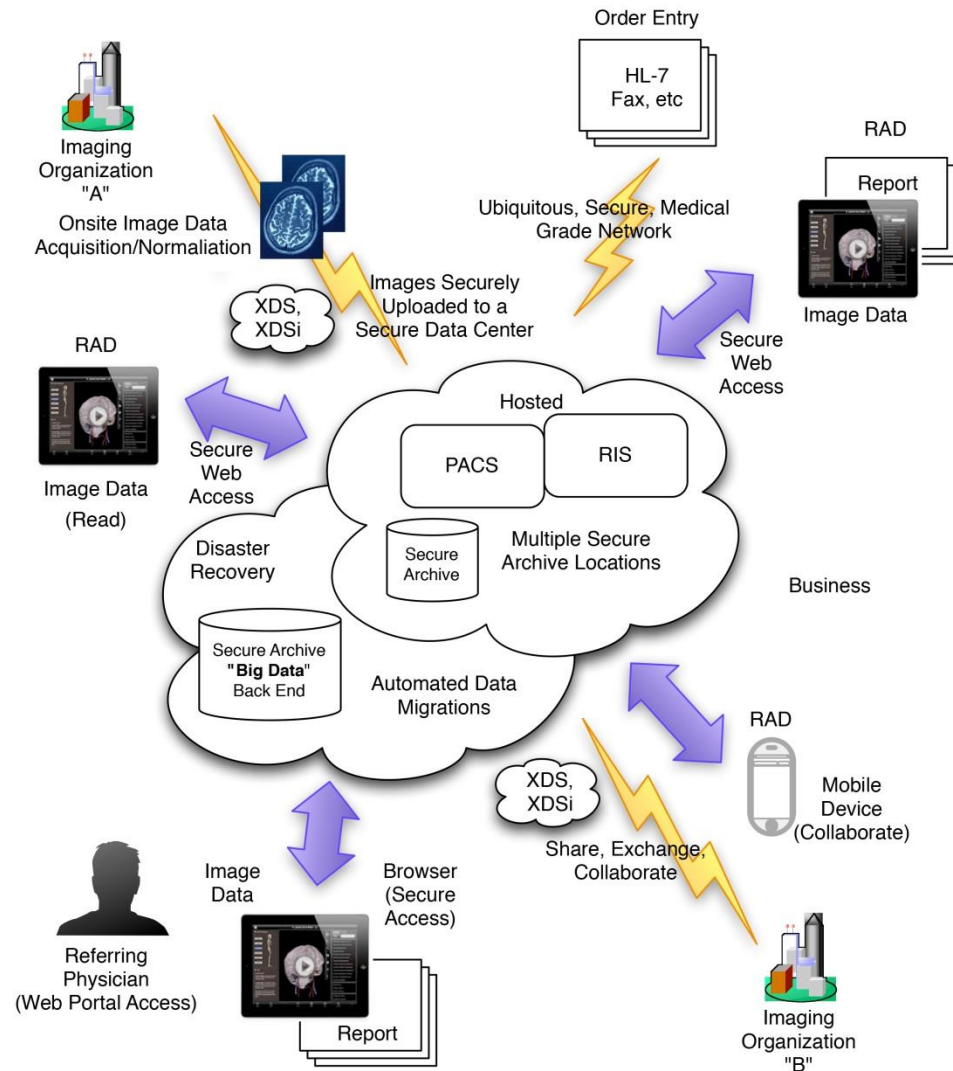 Order Entry
HL-7
Fax, etc
Imaging
Organization
"A"
Onsite Image Data
Acquisition/Normaliation
RAD
Report
Image Data
Ubiquitous, Secure, Medical
Grade Network
XDS,
XDSi
Images Securely
Uploaded to a
Secure Data Center
Secure
Web
Access
RAD
Image Data
(Read)
Secure
Web
Access
Hosted
PACS
RIS
Secure
Archive
Multiple Secure
Archive Locations
Disaster
Recovery
Secure Archive
"Big Data"
Back End
Automated Data
Migrations
Business
RAD
Mobile
Device
(Collaborate)
XDS,
XDSi
Share, Exchange,
Collaborate
Image
Data
Browser
(Secure
Access)
Referring
Physician
(Web Portal Access)
Report
Imaging
Organization
"B"